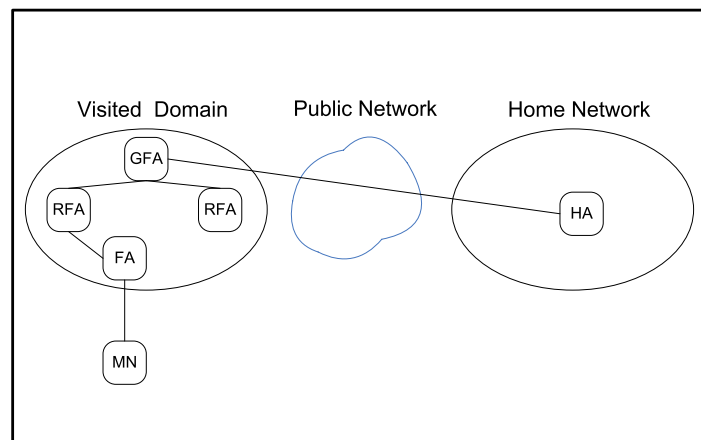 Visited Domain
Public Network
Home Network
GFA
RFA
RFA
HA
FA
MN